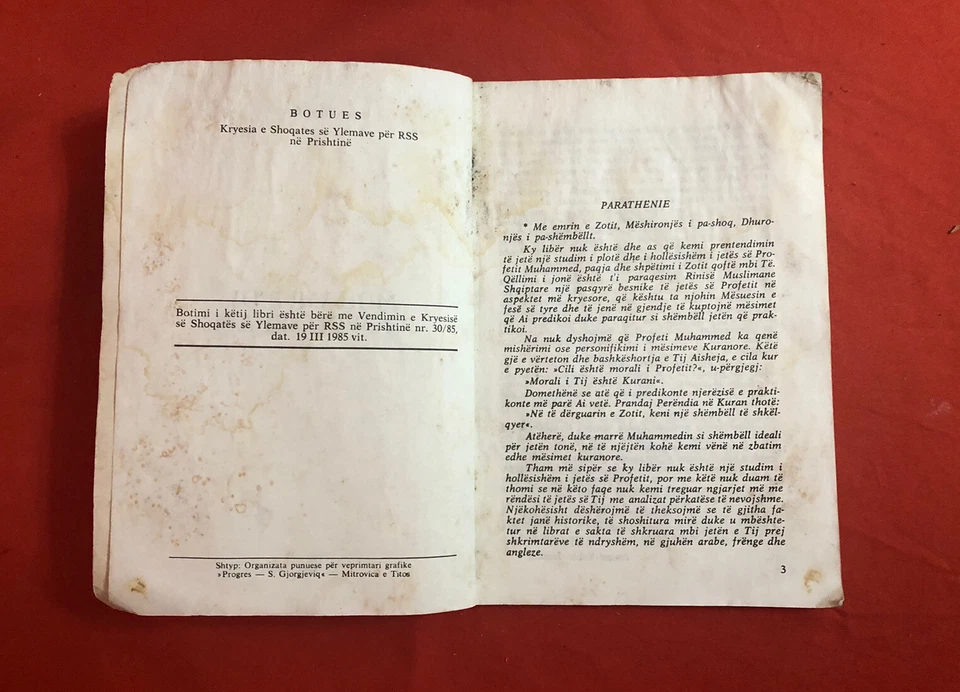 BOTUES
Kryesia e Shoqates së Ylemave për RSS
në Prishtinë
Botimi i këtij libri është bërë me Vendimin e Kryesisë
së Shoqatës së Ylemave për RSS në Prishtinë nr. 30/85,
dat. 19 III 1985 vit.
Shtyp: Organizata punuese për veprimtari grafike
»Progres — S. Gjorgjeviq« — Mitrovica e Titos
PARATHENIE
* Me emrin e Zotit, Mëshironjës i pa-shoq, Dhuro-
njës i pa-shëmbëllt.
Ky libër nuk është dhe as që kemi prentendimin
të jetë një studim i plotë dhe i hollësishëm i jetës së Pro-
fetit Muhammed, paqja dhe shpëtimi i Zotit qoftë mbi Të.
Qëllimi i jonë është t'i paraqesim Rinisë Muslimane
Shqiptare një pasqyrë besnike të jetës së Profetit në
aspektet më kryesore, që kështu ta njohin Mësuesin e
fesë së tyre dhe të jenë në gjendje të kuptojnë mësimet
që Ai predikoi duke paraqitur si shëmbëll jetën që prak-
tikoi.
Na nuk dyshojmë që Profeti Muhammed ka qenë
mishërimi ose personifikimi i mësimeve Kuranore. Këtë
gjë e vërteton dhe bashkëshortja e Tij Aisheja, e cila kur
e pyetën: »Cili është morali i Profetit?«, u-përgjegj:
»Morali i Tij është Kurani«.
Domethënë se atë që i predikonte njerëzisë e prakti-
konte më parë Ai vetë. Prandaj Perëndia në Kuran thotë:
»Në të dërguarin e Zotit, keni një shëmbëll të shkël-
qyer«.
Atëherë, duke marrë Muhammedin si shëmbëll ideali
për jetën tonë, në të njëjtën kohë kemi vënë në zbatim
edhe mësimet kuranore.
Tham më sipër se ky libër nuk është një studim i
hollësishëm i jetës së Profetit, por me këtë nuk duam të
thomi se në këto faqe nuk kemi treguar ngjarjet më me
rëndësi të jetës së Tij me analizat përkatëse të nevojshme.
Njëkohësisht dëshërojmë të theksojmë se të gjitha fa-
ktet janë historike, të shoshitura mirë duke u mbështe-
tur në librat e sakta të shkruara mbi jetën e Tij prej
shkrimtarëve të ndryshëm, në gjuhën arabe, frënge dhe
angleze.
3